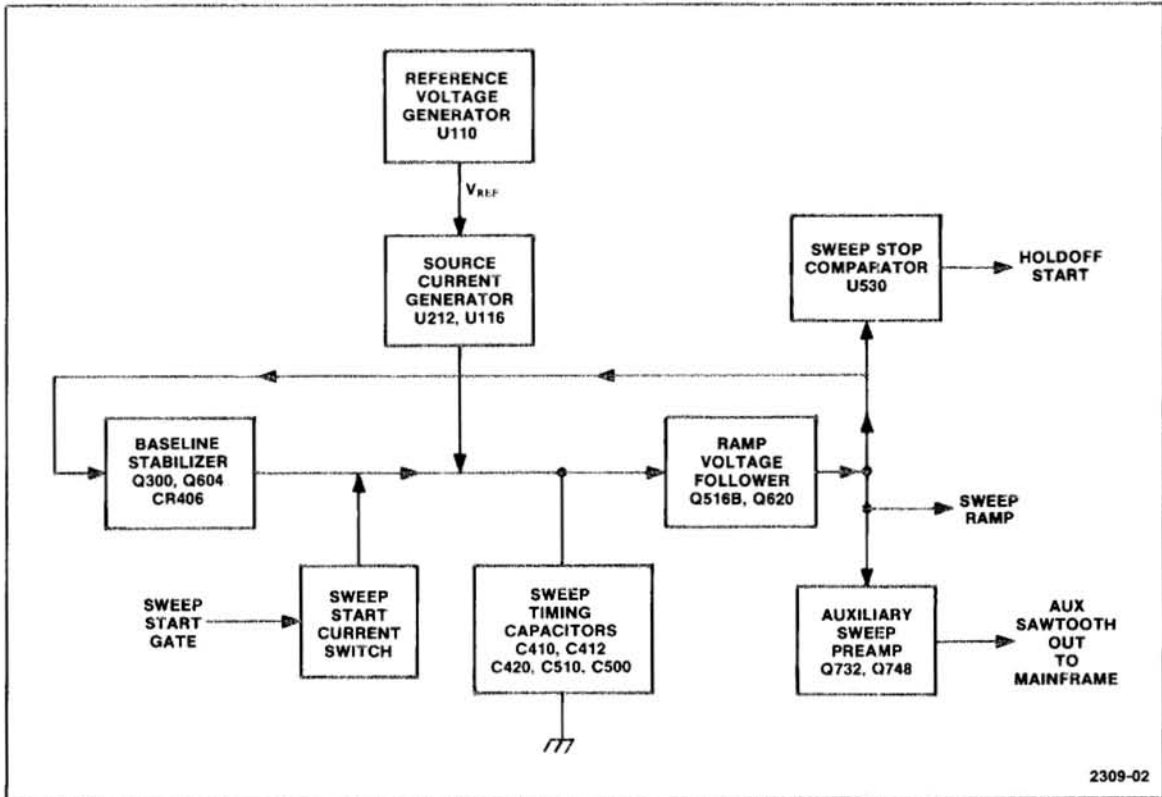 REFERENCE
VOLTAGE
GENERATOR
U110
VREF
SOURCE
CURRENT
GENERATOR
U212, U116
SWEEP STOP
COMPARATOR
U530
HOLDOFF
START
BASELINE
STABILIZER
Q300, Q604
CR406
RAMP
VOLTAGE
FOLLOWER
Q516B, Q620
SWEEP
RAMP
SWEEP
START
GATE
SWEEP
START
CURRENT
SWITCH
SWEEP
TIMING
CAPACITORS
C410, C412
C420, C510, C500
AUXILIARY
SWEEP
PREAMP
Q732, Q748
AUX
SAWTOOTH
OUT
TO
MAINFRAME
2309-02